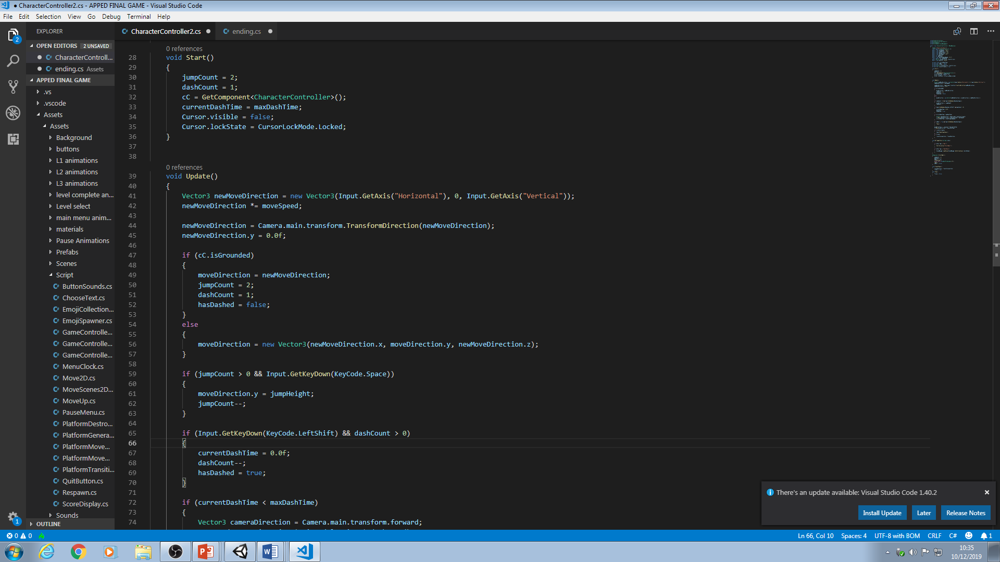 ● CharacterController2.cs - APPED FINAL GAME - Visual Studio Code
File Edit Selection View Go Debug Terminal Help
EXPLORER
OPEN EDITORS 2 UNSAVED
CharacterControll...
ending.cs Assets
APPED FINAL GAME
.vs
.vscode
Assets
Assets
Background
buttons
L1 animations
L2 animations
L3 animations
level complete an...
Level select
main menu anim...
materials
Pause Animations
Prefabs
Scenes
Script
ButtonSounds.cs
ChooseText.cs
EmojiCollection...
EmojiSpawner.cs
GameControlle...
GameControlle...
GameControlle...
MenuClock.cs
Move2D.cs
MoveScenes2D...
MoveUp.cs
PauseMenu.cs
PlatformDestro...
PlatformGenera...
PlatformMove...
PlatformMove...
PlatformTransiti...
QuitButton.cs
Respawn.cs
ScoreDisplay.cs
Sounds
OUTLINE
CharacterController2.cs ending.cs
0 references
28 void Start()
29 {
30 jumpCount = 2;
31 dashCount = 1;
32 cC = GetComponent<CharacterController>();
33 currentDashTime = maxDashTime;
34 Cursor.visible = false;
35 Cursor.lockState = CursorLockMode.Locked;
36 }
37
38
0 references
39 void Update()
40 {
41 Vector3 newMoveDirection = new Vector3(Input.GetAxis("Horizontal"), 0, Input.GetAxis("Vertical"));
42 newMoveDirection *= moveSpeed;
43
44 newMoveDirection = Camera.main.transform.TransformDirection(newMoveDirection);
45 newMoveDirection.y = 0.0f;
46
47 if (cC.isGrounded)
48 {
49 moveDirection = newMoveDirection;
50 jumpCount = 2;
51 dashCount = 1;
52 hasDashed = false;
53 }
54 else
55 {
56 moveDirection = new Vector3(newMoveDirection.x, moveDirection.y, newMoveDirection.z);
57 }
58
59 if (jumpCount > 0 && Input.GetKeyDown(KeyCode.Space))
60 {
61 moveDirection.y = jumpHeight;
62 jumpCount--;
63 }
64
65 if (Input.GetKeyDown(KeyCode.LeftShift) && dashCount > 0)
66 {
67 currentDashTime = 0.0f;
68 dashCount--;
69 hasDashed = true;
70 }
71
72 if (currentDashTime < maxDashTime)
73 {
74 Vector3 cameraDirection = Camera.main.transform.forward;
There's an update available: Visual Studio Code 1.40.2
Install Update Later Release Notes
2
1
0 0
Ln 66, Col 10 Spaces: 4 UTF-8 with BOM CRLF C# 1
10:35
10/12/2019